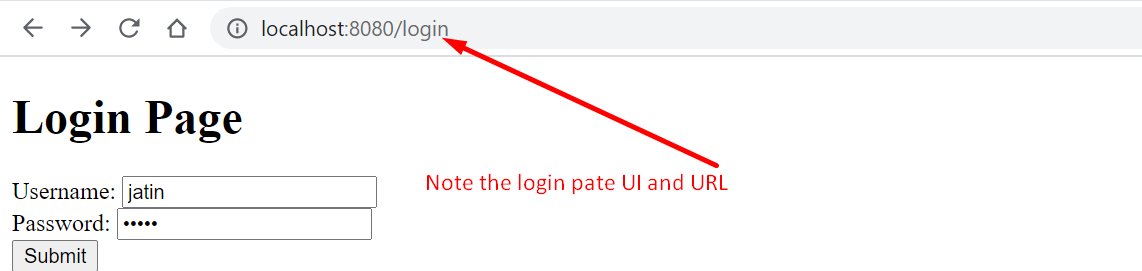 localhost:8080/login
Login Page
Note the login pate UI and URL
Username: jatin
Password: •••••
Submit